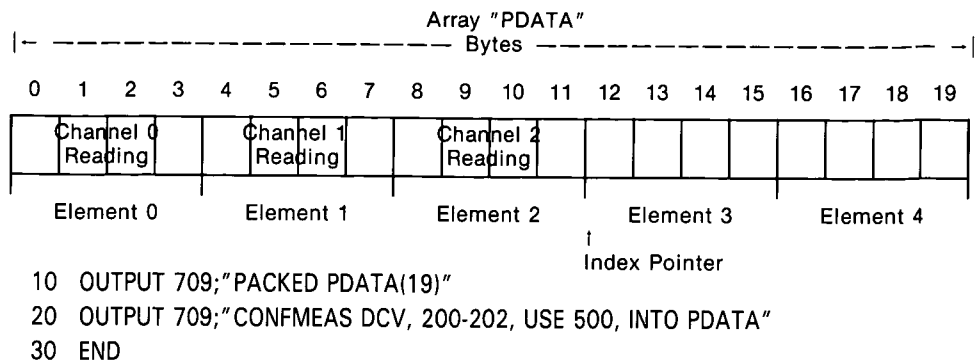 Array "PDATA"
Bytes
0 1 2 3 4 5 6 7 8 9 10 11 12 13 14 15 16 17 18 19
Channel 0 Channel 1 Channel 2
Reading Reading Reading
Element 0 Element 1 Element 2 Element 3 Element 4
Index Pointer
10 OUTPUT 709;"PACKED PDATA(19)"
20 OUTPUT 709;"CONFMEAS DCV, 200-202, USE 500, INTO PDATA"
30 END